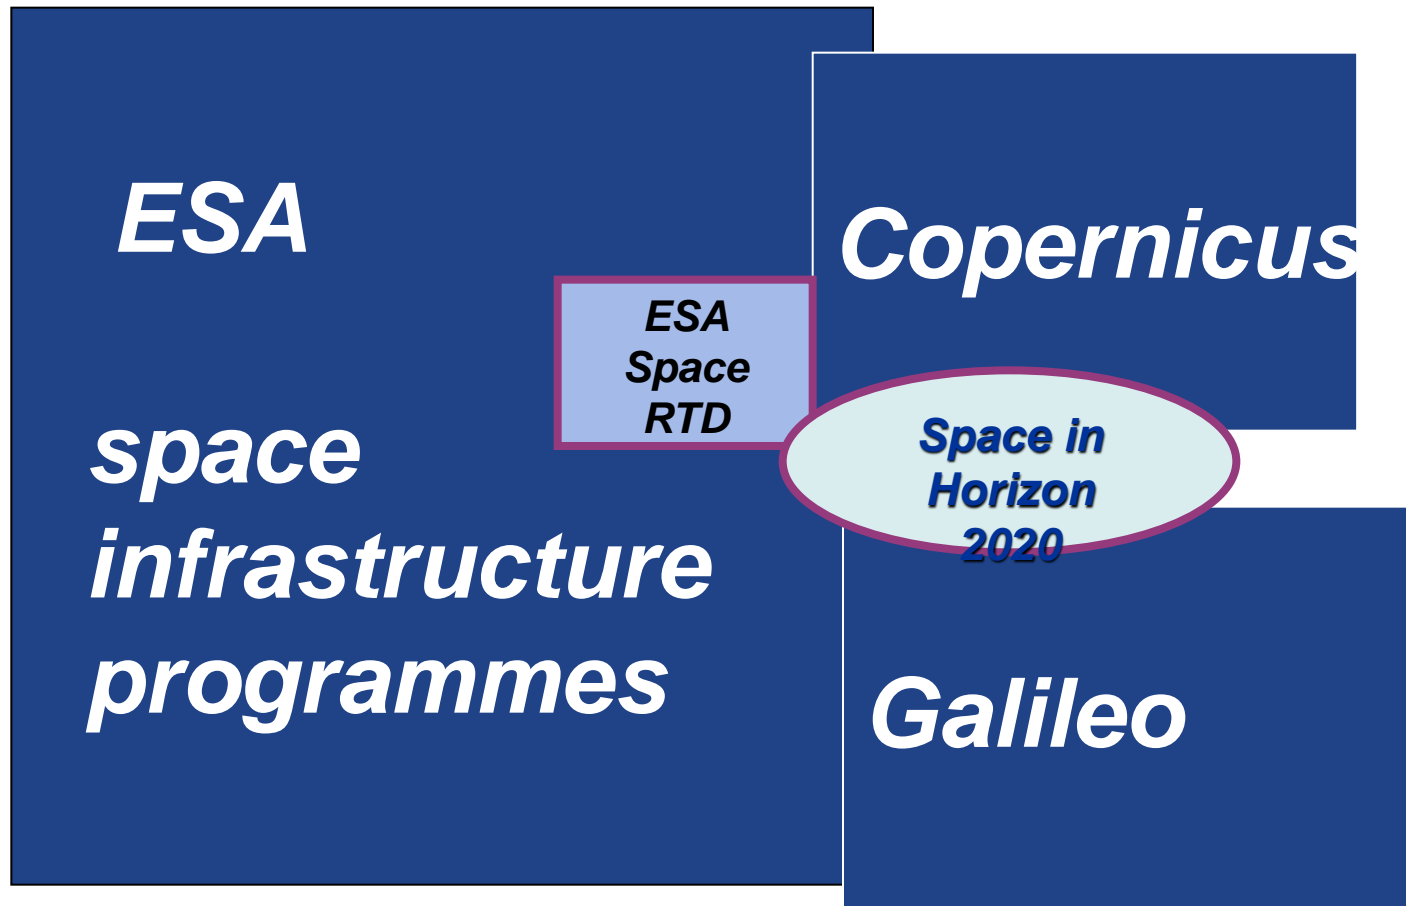 ESA
space
infrastructure
programmes
ESA
Space
RTD
Copernicus
Space in
Horizon
2020
Galileo